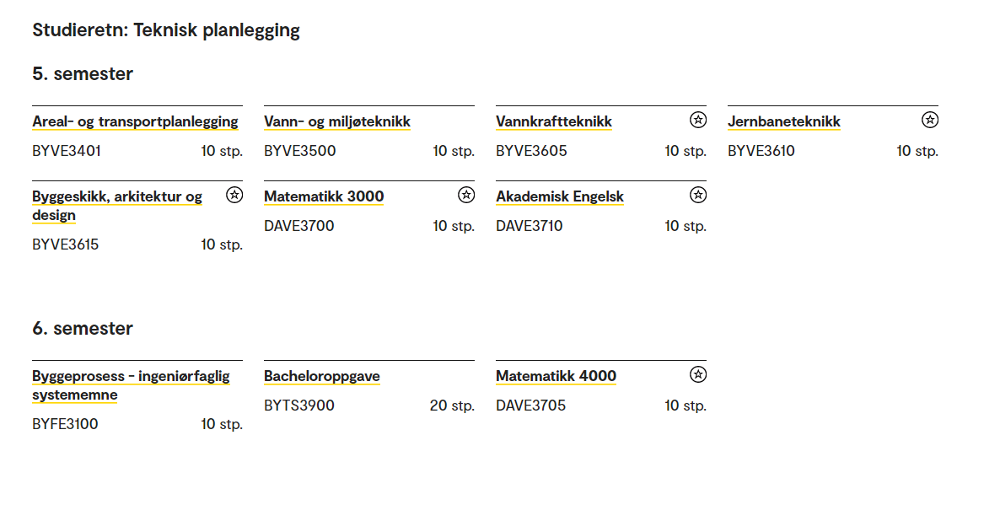 Studieretn: Teknisk planlegging
5. semester
Areal- og transportplanlegging
BYVE3401 10 stp.
Vann- og miljøteknikk
BYVE3500 10 stp.
Vannkraftteknikk
BYVE3605 10 stp.
Jernbaneteknikk
BYVE3610 10 stp.
Byggeskikk, arkitektur og
design
BYVE3615 10 stp.
Matematikk 3000
DAVE3700 10 stp.
Akademisk Engelsk
DAVE3710 10 stp.
6. semester
Byggeprosess - ingeniørfaglig
systememne
BYFE3100 10 stp.
Bacheloroppgave
BYTS3900 20 stp.
Matematikk 4000
DAVE3705 10 stp.